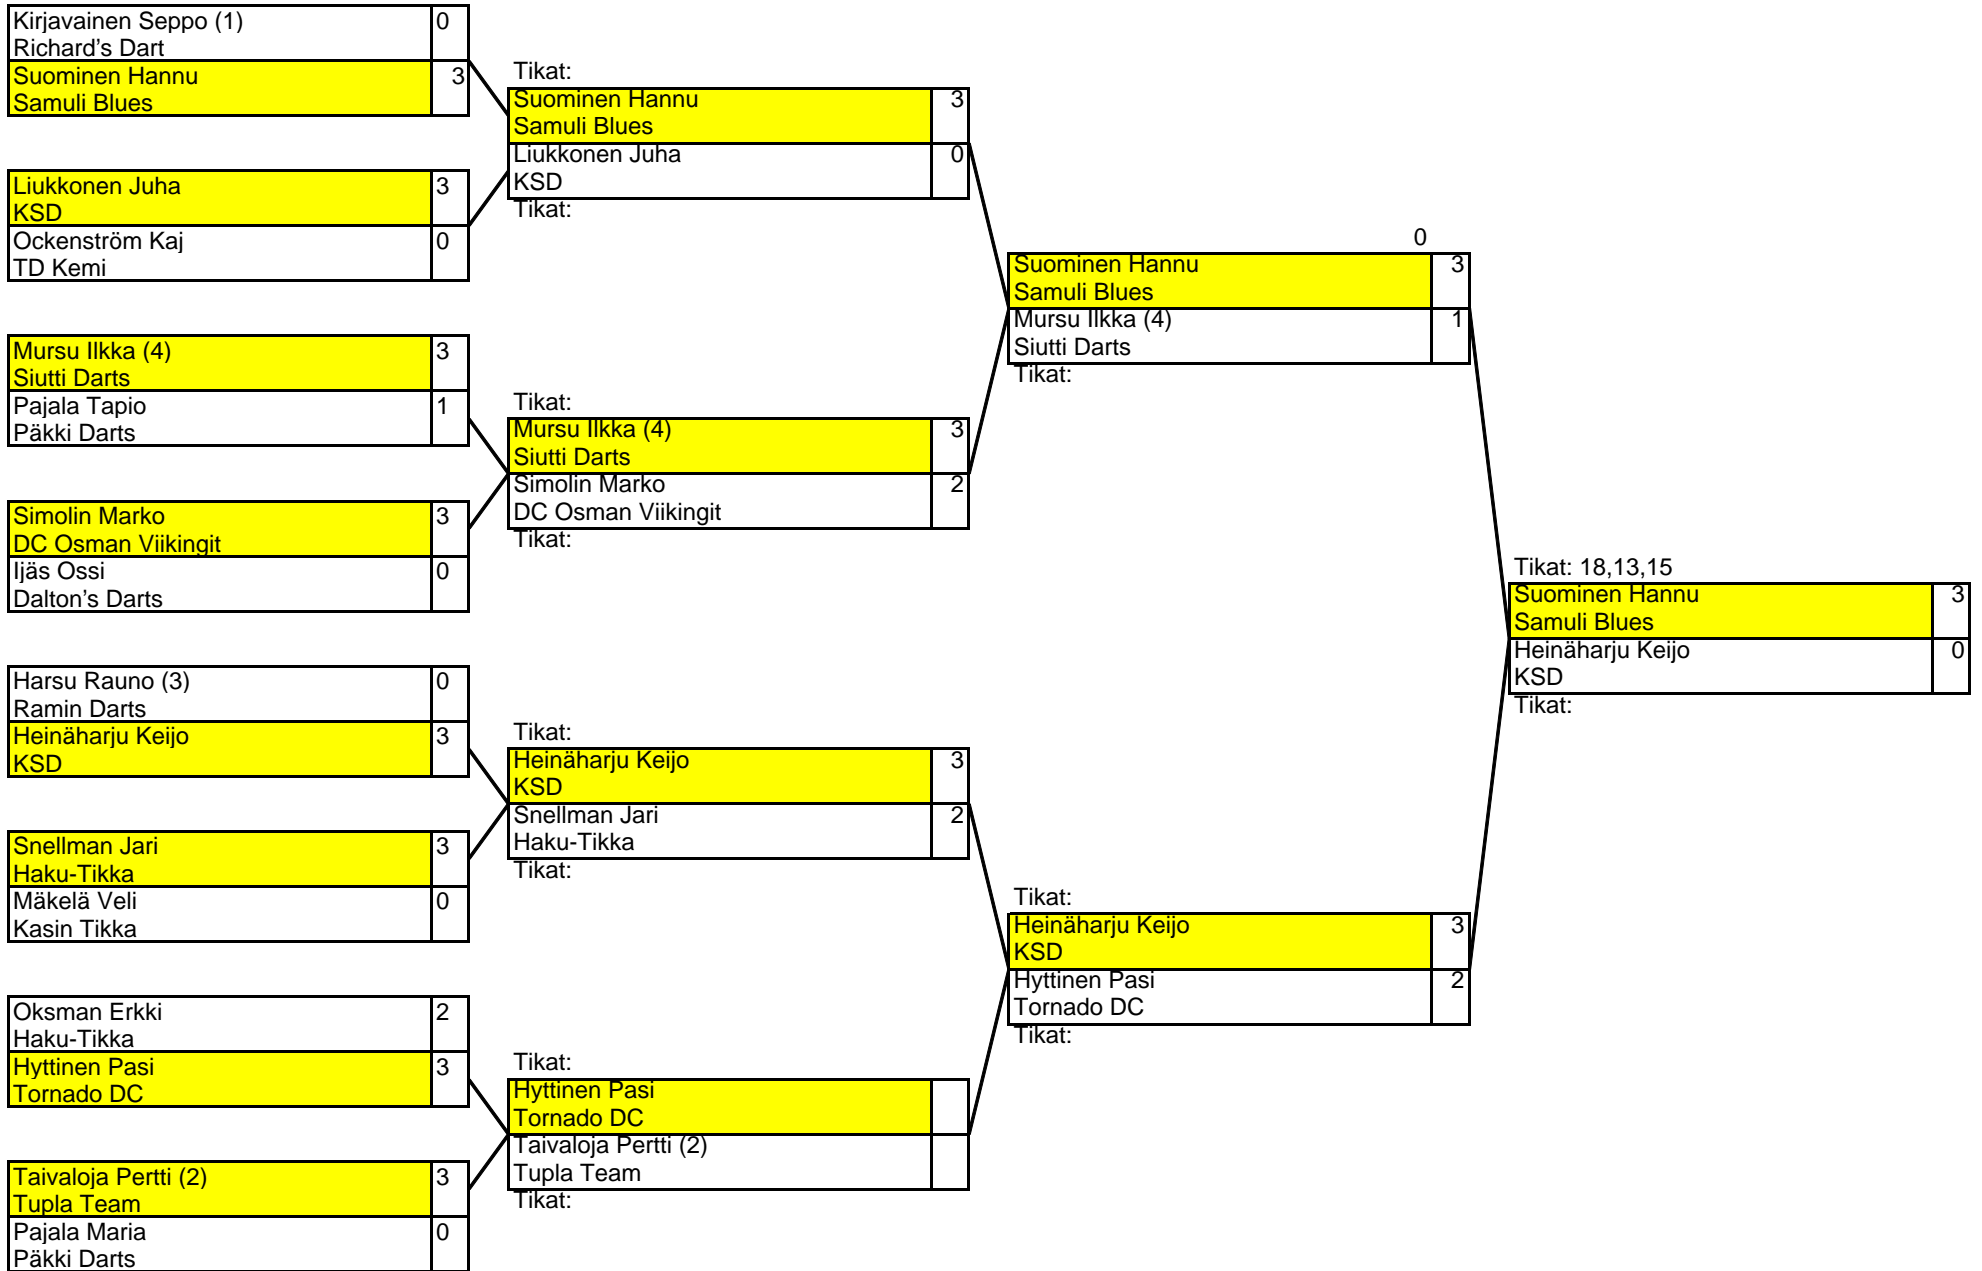 Kirjavainen Seppo (1) 0
Richard's Dart
Suominen Hannu 3
Samuli Blues
Liukkonen Juha 3
KSD
Ockenström Kaj 0
TD Kemi
Mursu Ilkka (4) 3
Siutti Darts
Pajala Tapio 1
Päkki Darts
Simolin Marko 3
DC Osman Viikingit
Ijäs Ossi 0
Dalton's Darts
Harsu Rauno (3) 0
Ramin Darts
Heinäharju Keijo 3
KSD
Snellman Jari 3
Haku-Tikka
Mäkelä Veli 0
Kasin Tikka
Oksman Erkki 2
Haku-Tikka
Hyttinen Pasi 3
Tornado DC
Taivaloja Pertti (2) 3
Tupla Team
Pajala Maria 0
Päkki Darts
Tikat:
Suominen Hannu 3
Samuli Blues
Liukkonen Juha 0
KSD
Tikat:
Tikat:
Mursu Ilkka (4) 3
Siutti Darts
Simolin Marko 2
DC Osman Viikingit
Tikat:
Tikat:
Heinäharju Keijo 3
KSD
Snellman Jari 2
Haku-Tikka
Tikat:
Tikat:
Hyttinen Pasi
Tornado DC
Taivaloja Pertti (2)
Tupla Team
Tikat:
0
Suominen Hannu 3
Samuli Blues
Mursu Ilkka (4) 1
Siutti Darts
Tikat:
Tikat:
Heinäharju Keijo 3
KSD
Hyttinen Pasi 2
Tornado DC
Tikat:
Tikat: 18,13,15
Suominen Hannu 3
Samuli Blues
Heinäharju Keijo 0
KSD
Tikat: